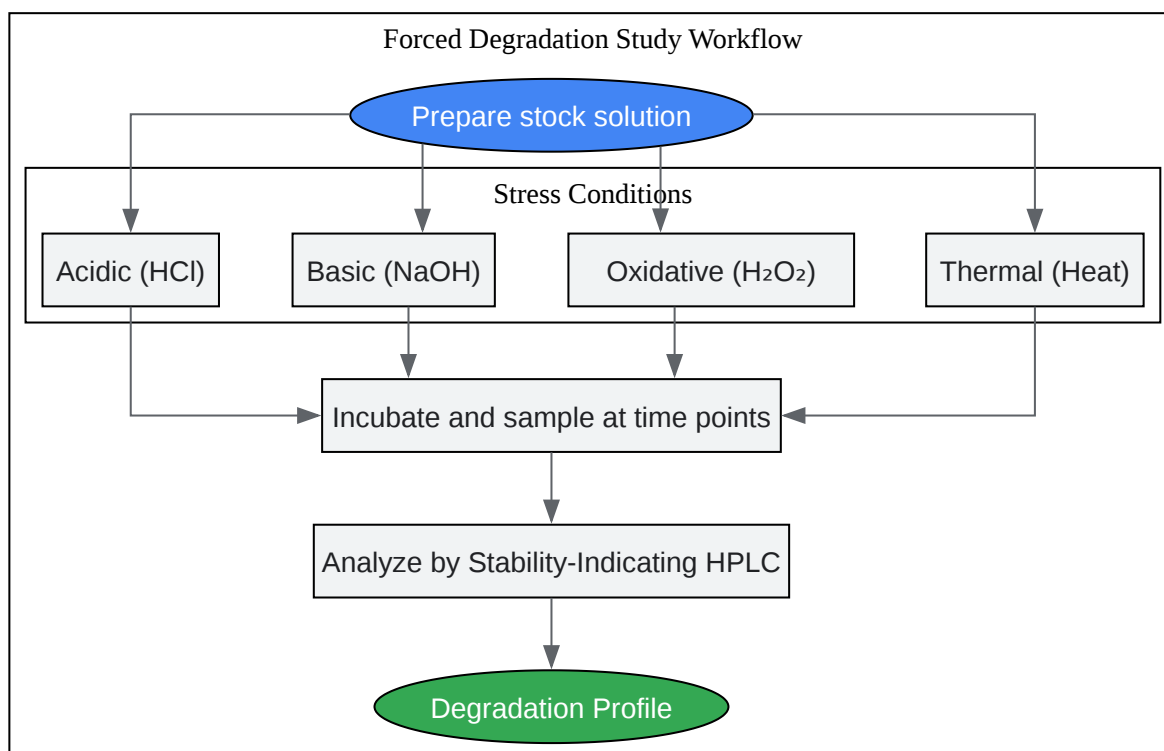 Forced Degradation Study Workflow
Prepare stock solution
Stress Conditions
Acidic (HCl)
Basic (NaOH)
Oxidative (H₂O₂)
Thermal (Heat)
Incubate and sample at time points
Analyze by Stability-Indicating HPLC
Degradation Profile